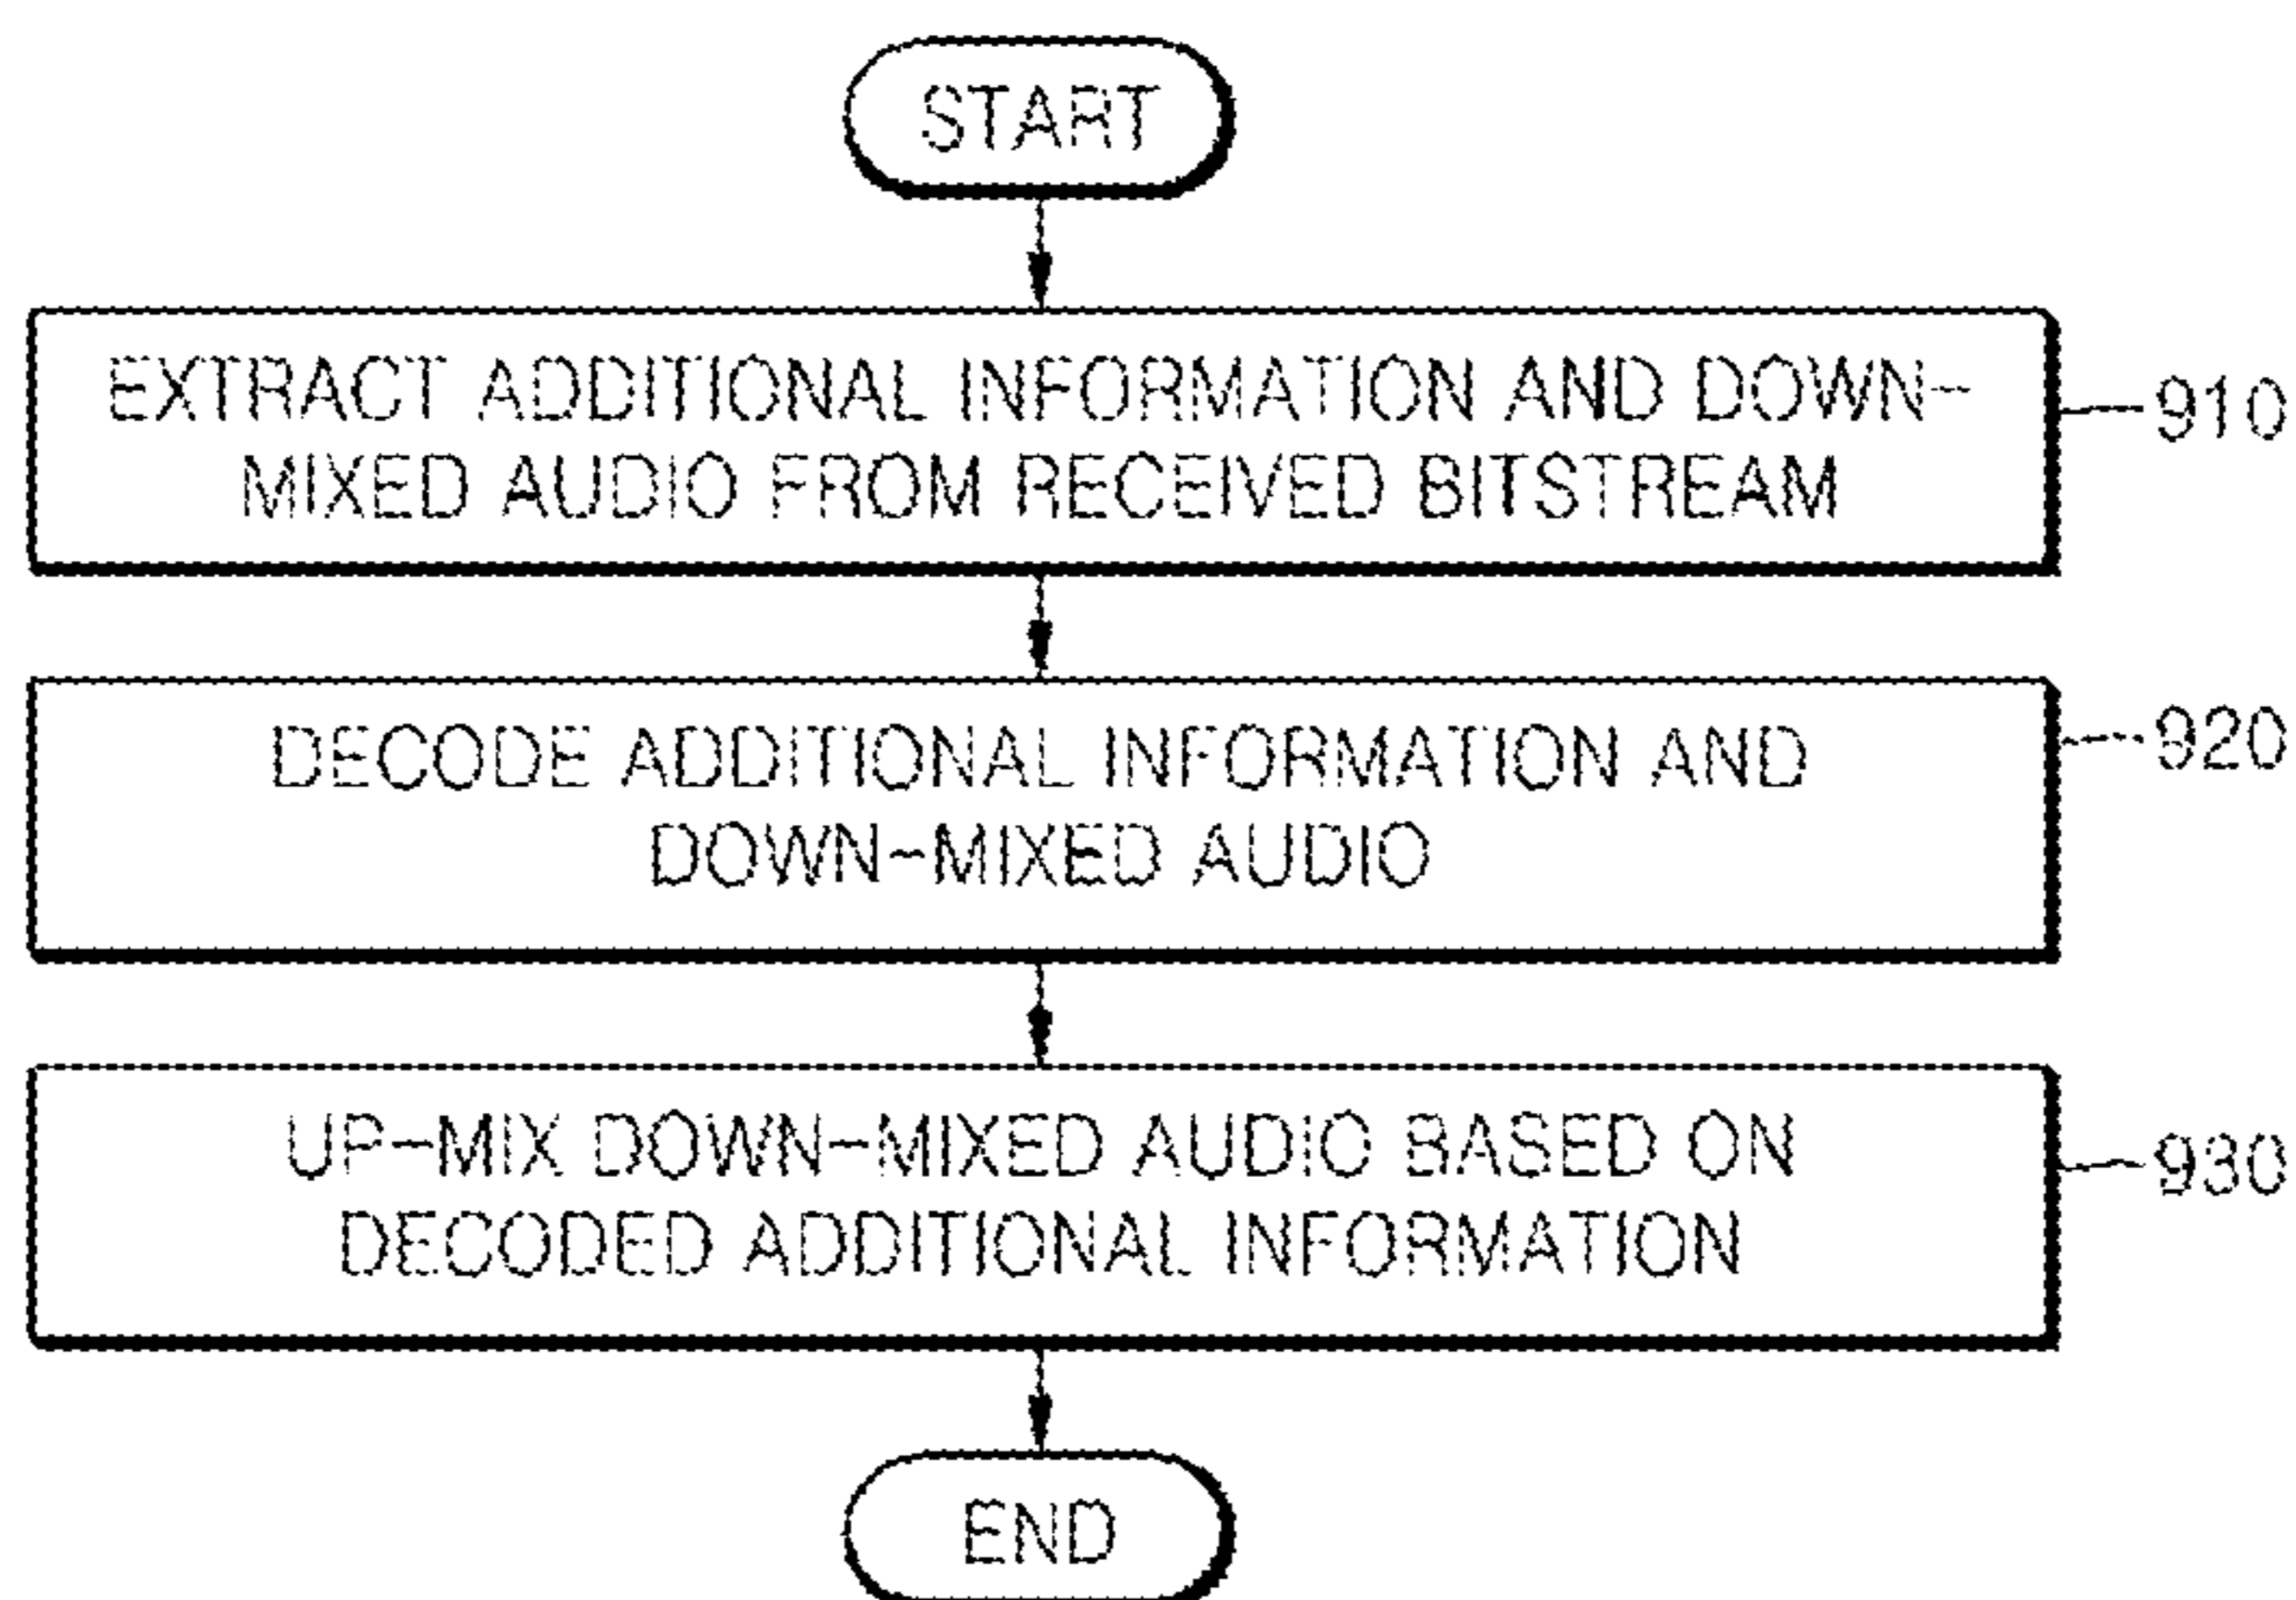 START
EXTRACT ADDITIONAL INFORMATION AND DOWN-
MIXED AUDIO FROM RECEIVED BITSTREAM
910
DECODE ADDITIONAL INFORMATION AND
DOWN-MIXED AUDIO
920
UP-MIX DOWN-MIXED AUDIO BASED ON
DECODED ADDITIONAL INFORMATION
930
END